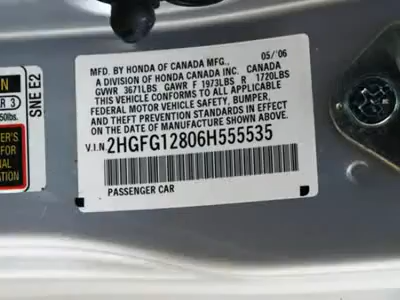 MFD. BY HONDA OF CANADA MFG., 05/'06
A DIVISION OF HONDA CANADA INC. CANADA
GVWR 3671LBS GAWR F 1973LBS R 1720LBS
THIS VEHICLE CONFORMS TO ALL APPLICABLE
FEDERAL MOTOR VEHICLE SAFETY, BUMPER,
AND THEFT PREVENTION STANDARDS IN EFFECT
ON THE DATE OF MANUFACTURE SHOWN ABOVE.
V.I.N 2HGFG12806H555535
PASSENGER CAR
SNE E2